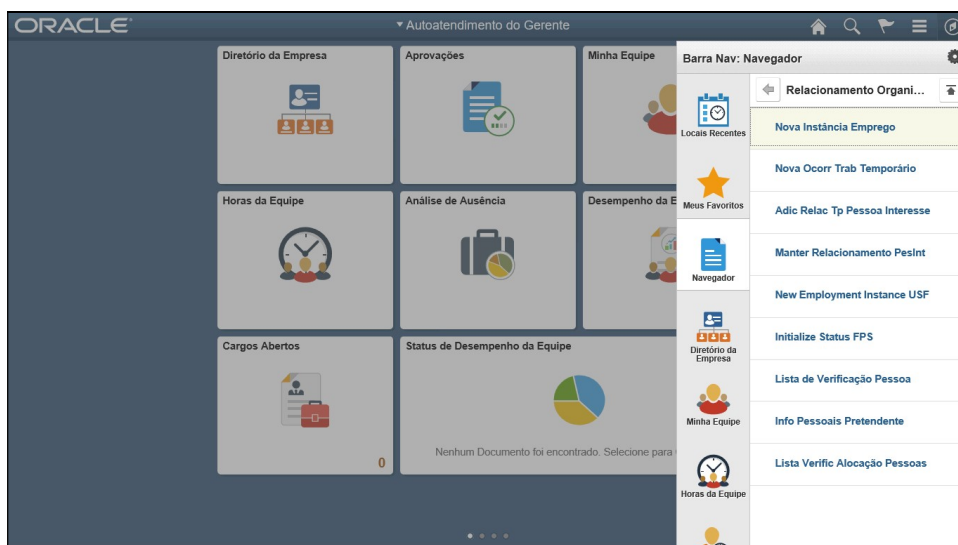 ORACLE
Autoatendimento do Gerente
Diretório da Empresa
Aprovações
Minha Equipe
Horas da Equipe
Análise de Ausência
Desempenho da E
Cargos Abertos
0
Status de Desempenho da Equipe
Nenhum Documento foi encontrado. Selecione para
Barra Nav: Navegador
Locais Recentes
Meus Favoritos
Navegador
Diretório da
Empresa
Minha Equipe
Horas da Equipe
Relacionamento Organi...
Nova Instância Emprego
Nova Ocorr Trab Temporário
Adic Relac Tp Pessoa Interesse
Manter Relacionamento PesInt
New Employment Instance USF
Initialize Status FPS
Lista de Verificação Pessoa
Info Pessoais Pretendente
Lista Verific Alocação Pessoas